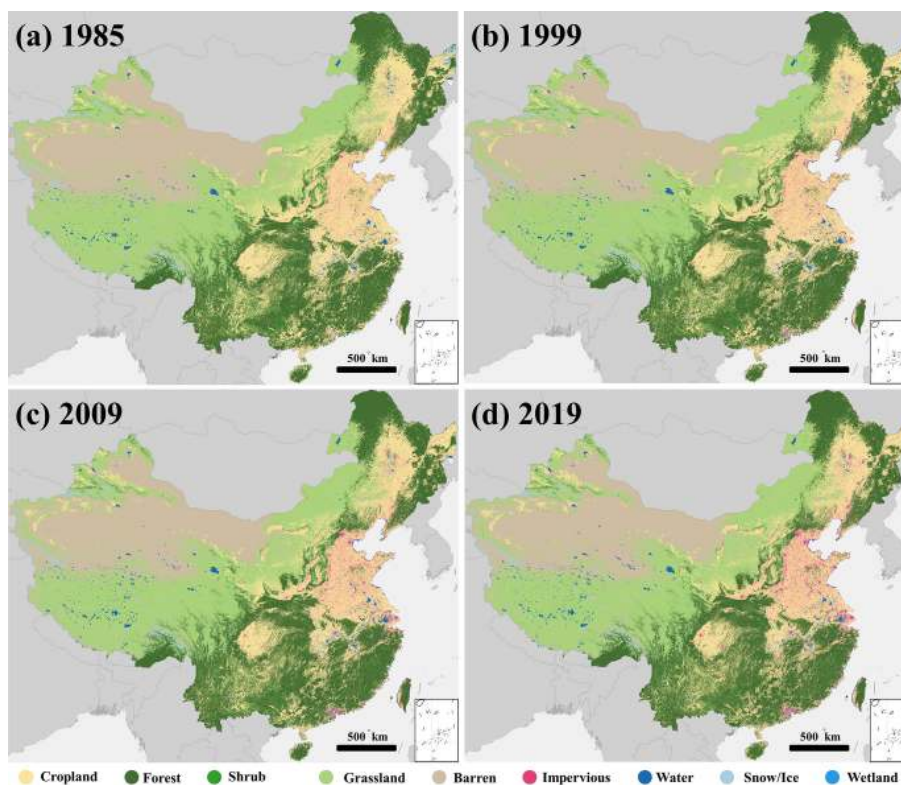 (a) 1985
(b) 1999
500 km
500 km
(c) 2009
(d) 2019
500 km
500 km
Cropland Forest Shrub Grassland Barren Impervious Water Snow/Ice Wetland